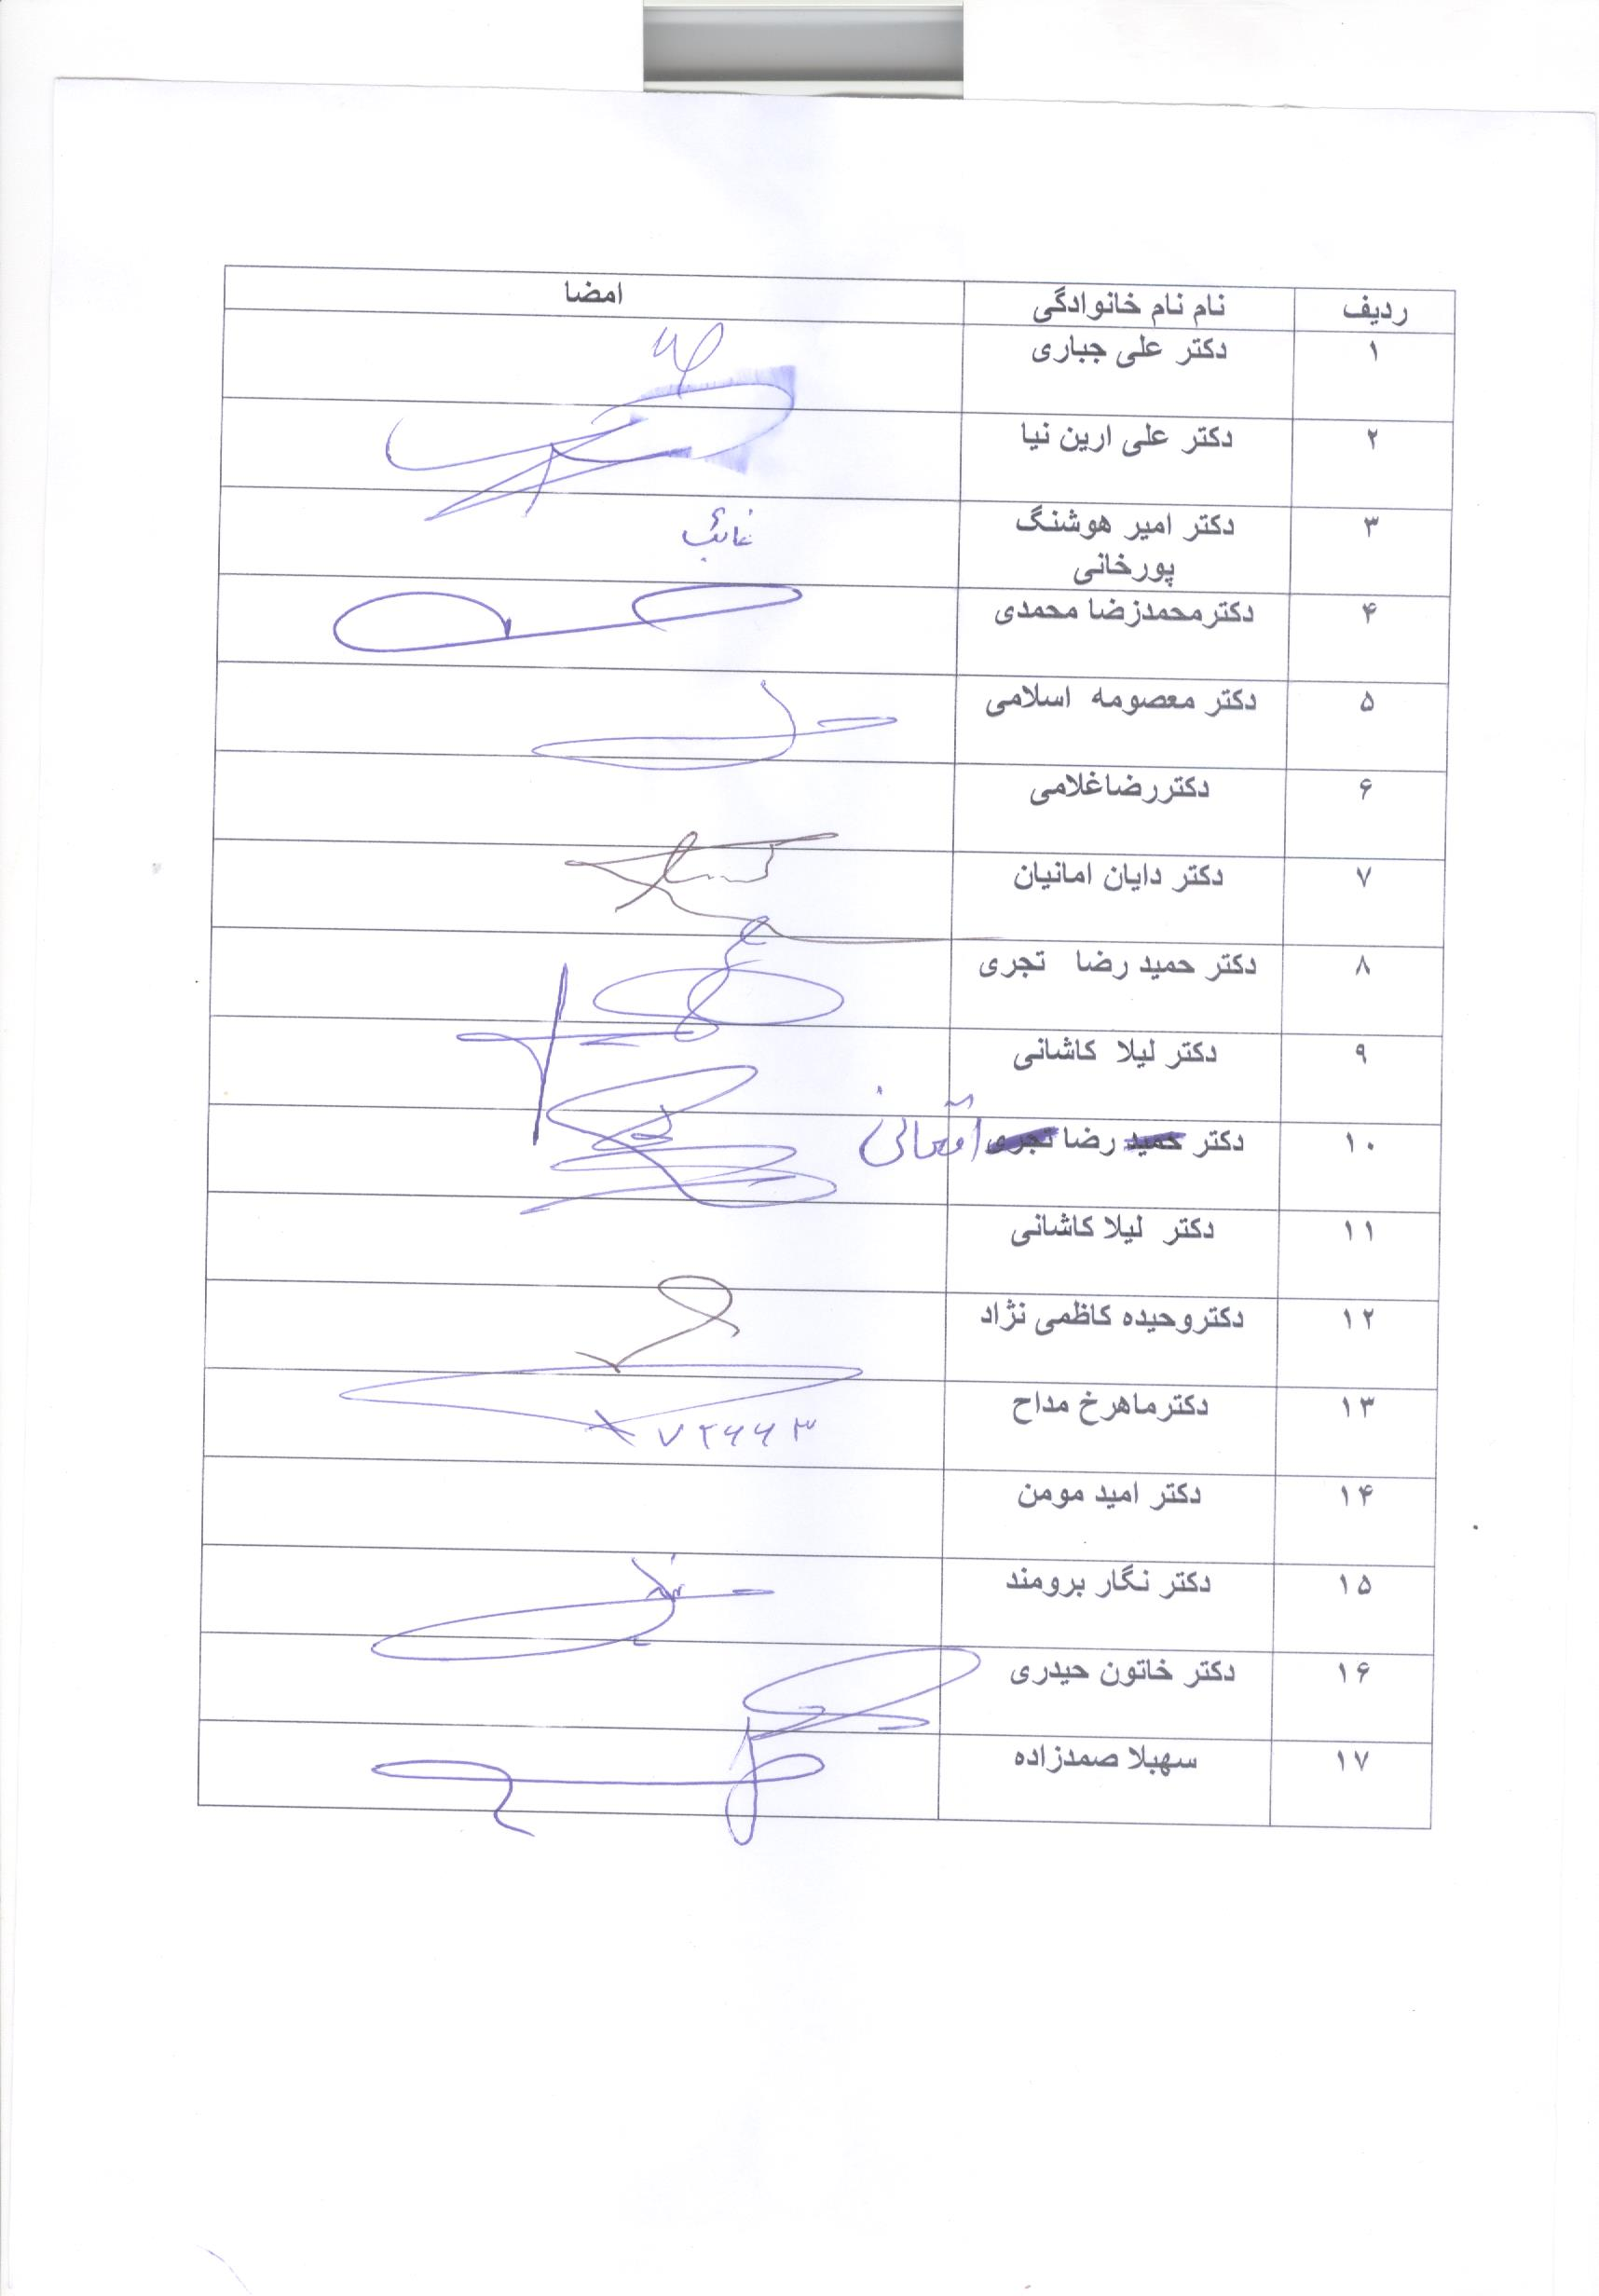 ردیف نام نام خانوادگی امضا
۱ دکتر علی جباری
۲ دکتر علی ارین نیا
۳ دکتر امیر هوشنگ غائب
پورخانی
۴ دکترمحمدزضا محمدی
۵ دکتر معصومه اسلامی
۶ دکتررضاغلامی
۷ دکتر دایان امانیان
۸ دکتر حمید رضا تجری
۹ دکتر لیلا کاشانی
۱۰ دکتر حمید رضا تجری
۱۱ دکتر لیلا کاشانی
۱۲ دکتروحیده کاظمی نژاد
۱۳ دکترماهرخ مداح ۷۲۶۶۳
۱۴ دکتر امید مومن
۱۵ دکتر نگار برومند
۱۶ دکتر خاتون حیدری
۱۷ سهبلا صمدزاده